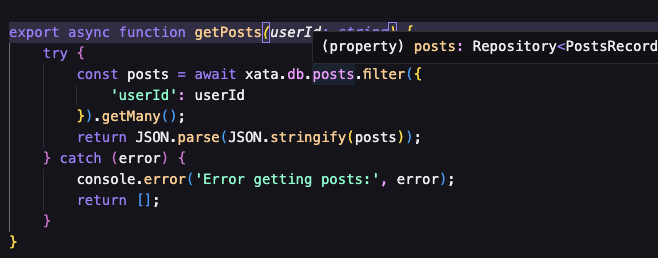 export async function getPosts(userId: string) {
(property) posts: Repository<PostsRecord
try {
const posts = await xata.db.posts.filter({
'userId': userId
}).getMany();
return JSON.parse(JSON.stringify(posts));
} catch (error) {
console.error('Error getting posts:', error);
return [];
}
}